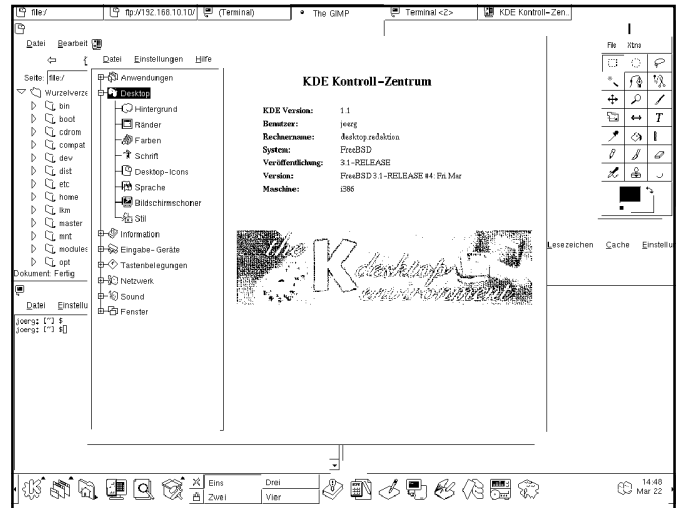 file:/
ftp://192.168.10.10/
(Terminal)
The GIMP
Terminal <2>
KDE Kontroll-Zen..
Datei Bearbeit
Datei Einstellungen Hilfe
File Xtns
Seite: file:/
Wurzelverze
bin
boot
cdrom
compat
dev
dist
etc
home
lkm
master
mnt
modules
opt
Dokument: Fertig
Anwendungen
Desktop
Hintergrund
Ränder
Farben
Schrift
Desktop-Icons
Sprache
Bildschirmschoner
Stil
Information
Eingabe-Geräte
Tastenbelegungen
Netzwerk
Sound
Fenster
KDE Kontroll-Zentrum
KDE Version: 1.1
Benutzer: joerg
Rechnername: desktop.redaktion
System: FreeBSD
Veröffentlichung: 3.1-RELEASE
Version: FreeBSD 3.1-RELEASE #4: Fri Mar
Maschine: i386
the K desktop
environment
Lesezeichen Cache Einstellu
Datei Einstellu
joerg: [~] $
joerg: [~] $
Eins Drei
Zwei Vier
14:48
Mar 22